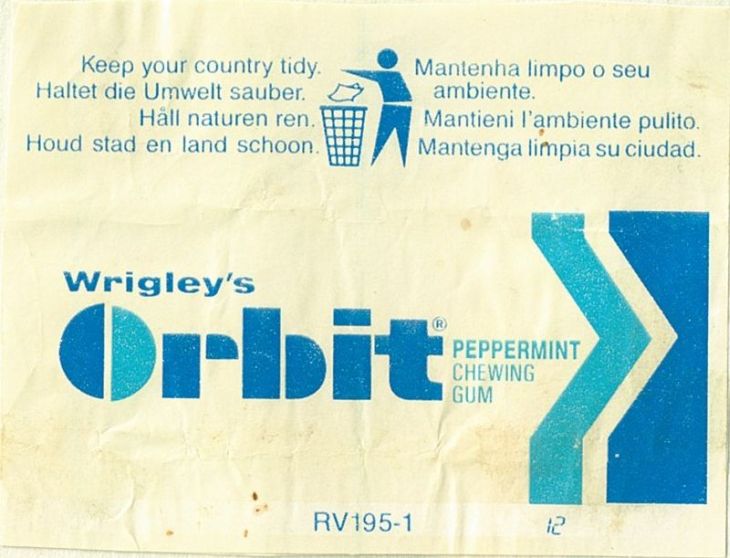 Keep your country tidy.
Haltet die Umwelt sauber.
Håll naturen ren.
Houd stad en land schoon.
Mantenha limpo o seu
ambiente.
Mantieni l'ambiente pulito.
Mantenga limpia su ciudad.
Wrigley's
Orbit®
PEPPERMINT
CHEWING
GUM
RV195-1
12